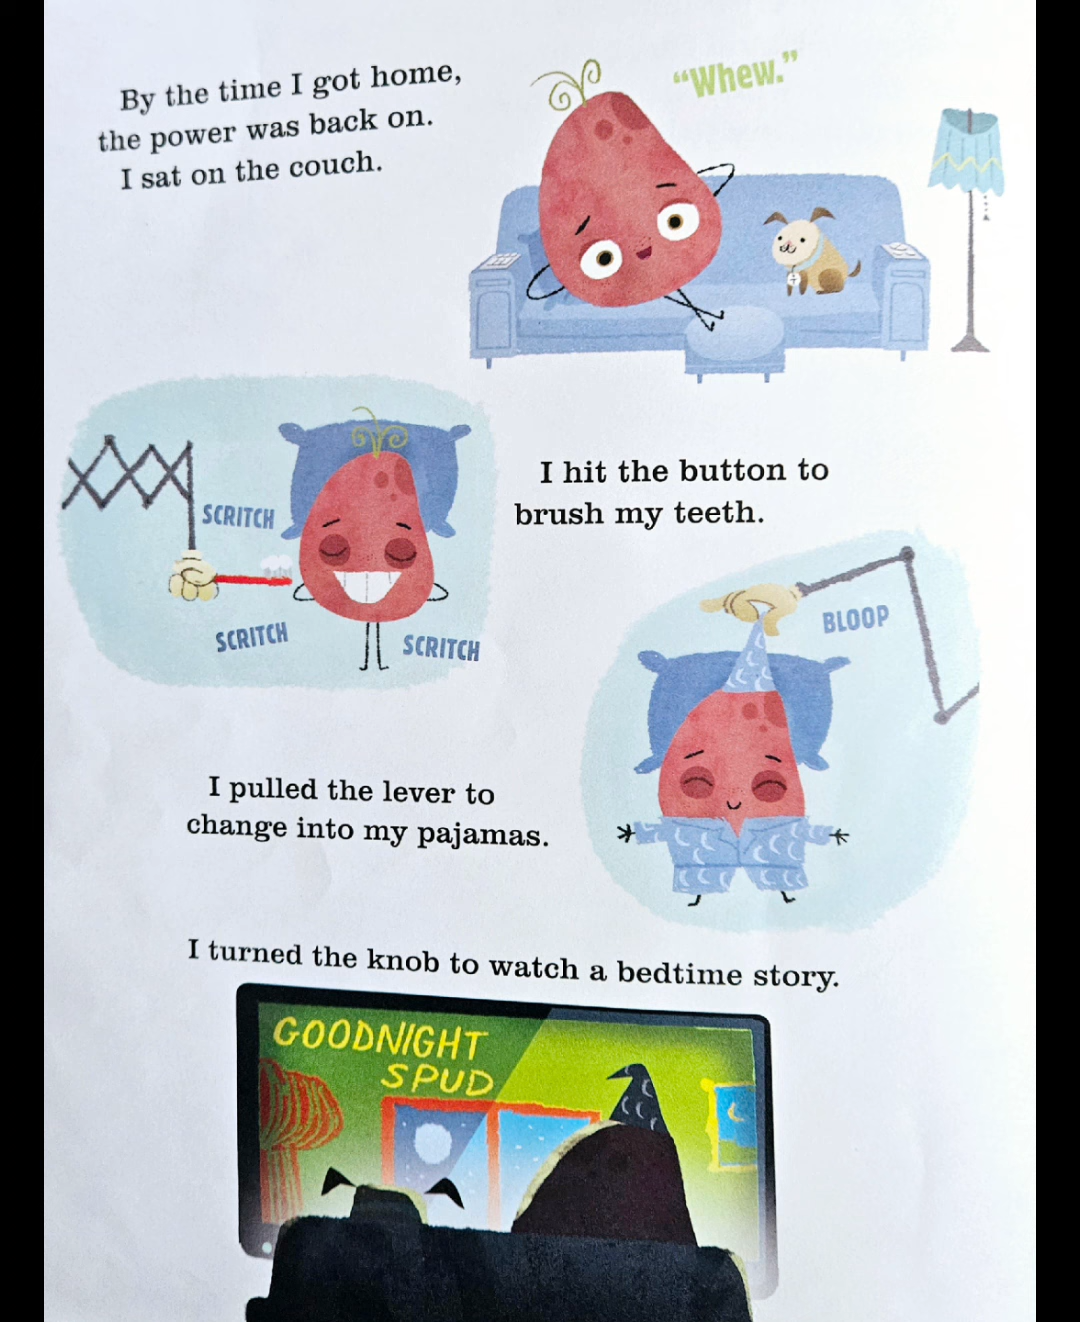 By the time I got home,
the power was back on.
I sat on the couch.
“Whew.”
SCRITCH
SCRITCH
SCRITCH
I hit the button to
brush my teeth.
BLOOP
I pulled the lever to
change into my pajamas.
I turned the knob to watch a bedtime story.
GOODNIGHT
SPUD